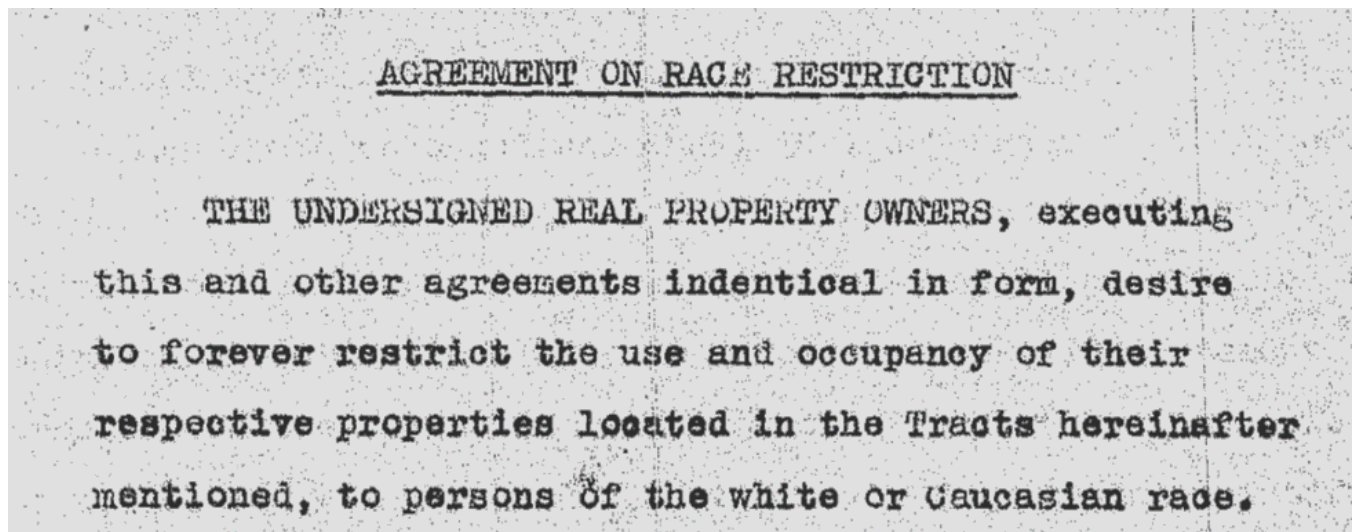 AGREEMENT ON RACE RESTRICTION
THE UNDERSIGNED REAL PROPERTY OWNERS, executing
this and other agreements indentical in form, desire
to forever restrict the use and occupancy of their
respective properties located in the Tracts hereinafter
mentioned, to persons of the white or Caucasian race.